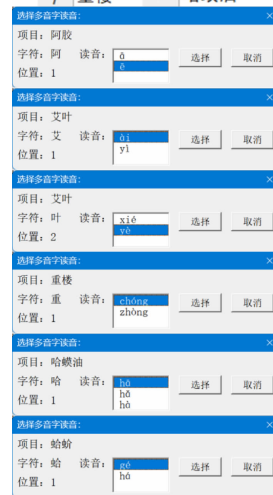 选择多音字读音:
项目: 阿胶
字符: 阿 读音: ā
ē
选择 取消
位置: 1
选择多音字读音:
项目: 艾叶
字符: 艾 读音: ài
yì
选择 取消
位置: 1
选择多音字读音:
项目: 艾叶
字符: 叶 读音: xié
yè
选择 取消
位置: 2
选择多音字读音:
项目: 重楼
字符: 重 读音: chóng
zhòng
选择 取消
位置: 1
选择多音字读音:
项目: 哈蟆油
字符: 哈 读音: hā
hǎ
hà
选择 取消
位置: 1
选择多音字读音:
项目: 蛤蚧
字符: 蛤 读音: gé
há
选择 取消
位置: 1